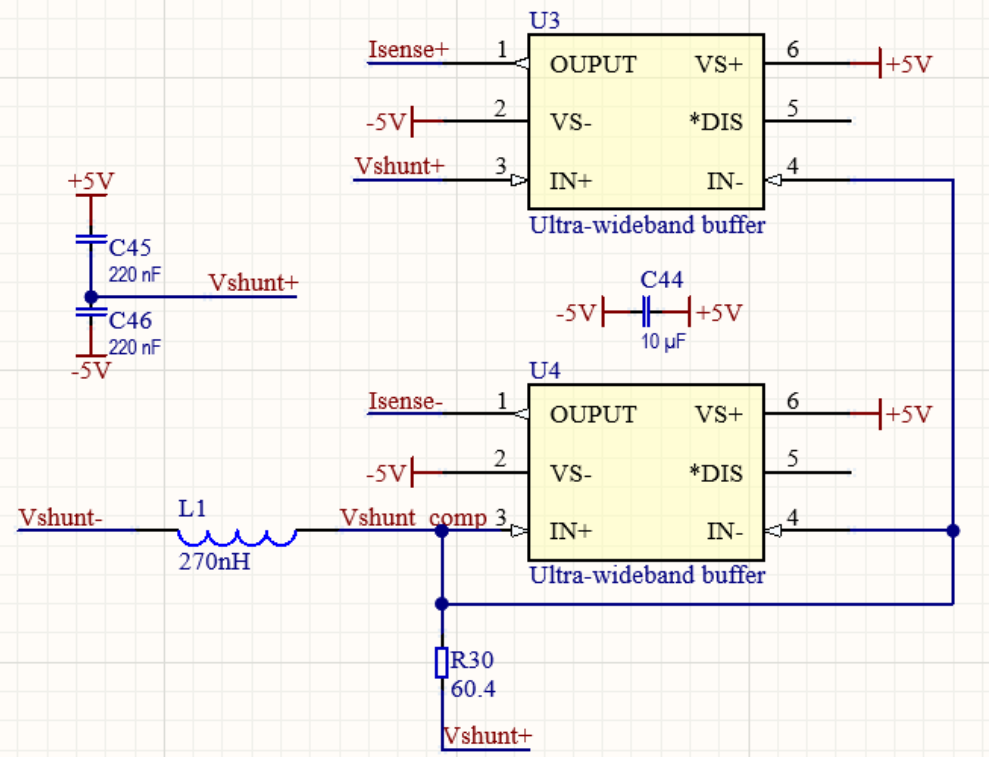 U3
Isense+ 1 OUPUT VS+ 6 +5V
-5V 2 VS- *DIS 5
Vshunt+ 3 IN+ IN- 4
Ultra-wideband buffer
+5V
C45
220 nF
Vshunt+
C46
220 nF
-5V
C44
-5V +5V
10 µF
U4
Isense- 1 OUPUT VS+ 6 +5V
-5V 2 VS- *DIS 5
Vshunt- L1 Vshunt_comp 3 IN+ IN- 4
270nH
Ultra-wideband buffer
R30
60.4
Vshunt+